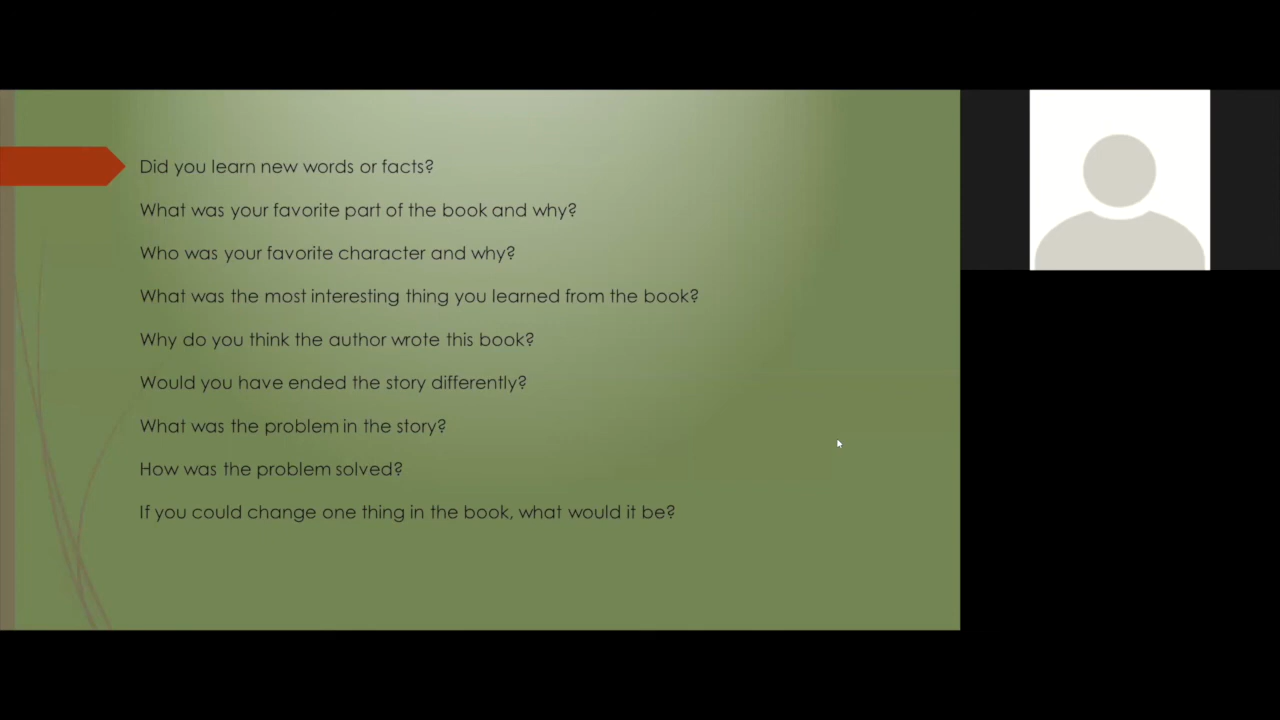 Did you learn new words or facts?
What was your favorite part of the book and why?
Who was your favorite character and why?
What was the most interesting thing you learned from the book?
Why do you think the author wrote this book?
Would you have ended the story differently?
What was the problem in the story?
How was the problem solved?
If you could change one thing in the book, what would it be?